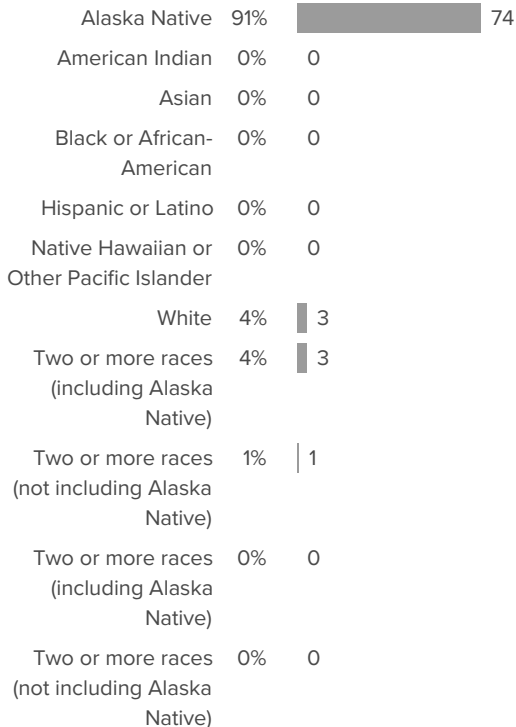 Alaska Native 91% 74
American Indian 0% 0
Asian 0% 0
Black or African- 0% 0
American
Hispanic or Latino 0% 0
Native Hawaiian or 0% 0
Other Pacific Islander
White 4% 3
Two or more races 4% 3
(including Alaska
Native)
Two or more races 1% 1
(not including Alaska
Native)
Two or more races 0% 0
(including Alaska
Native)
Two or more races 0% 0
(not including Alaska
Native)